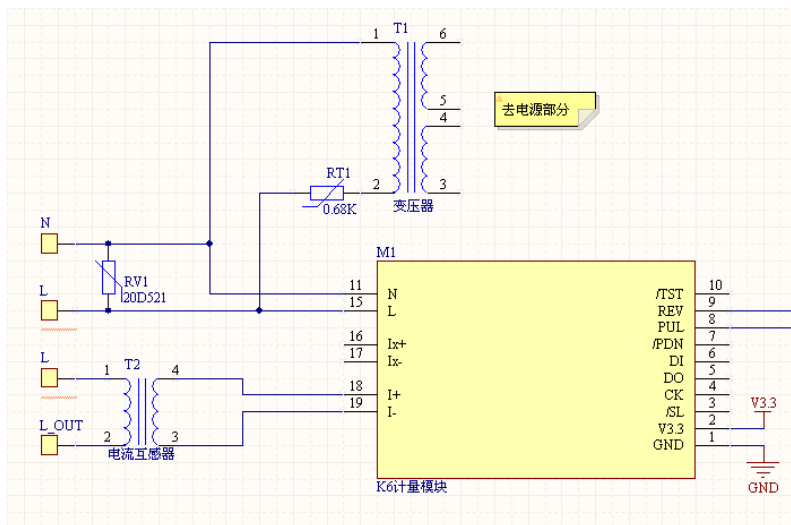 T1
1
6
5
4
去电源部分
RT1
2
3
0.68K
变压器
N
M1
RV1
20D521
L
11
N
15
L
16
Ix+
17
Ix-
18
I+
19
I-
/TST
10
REV
9
PUL
8
/PDN
7
DI
6
DO
5
CK
4
/SL
3
V3.3
2
GND
1
L
T2
1
4
L_OUT
2
3
电流互感器
K6计量模块
V3.3
GND